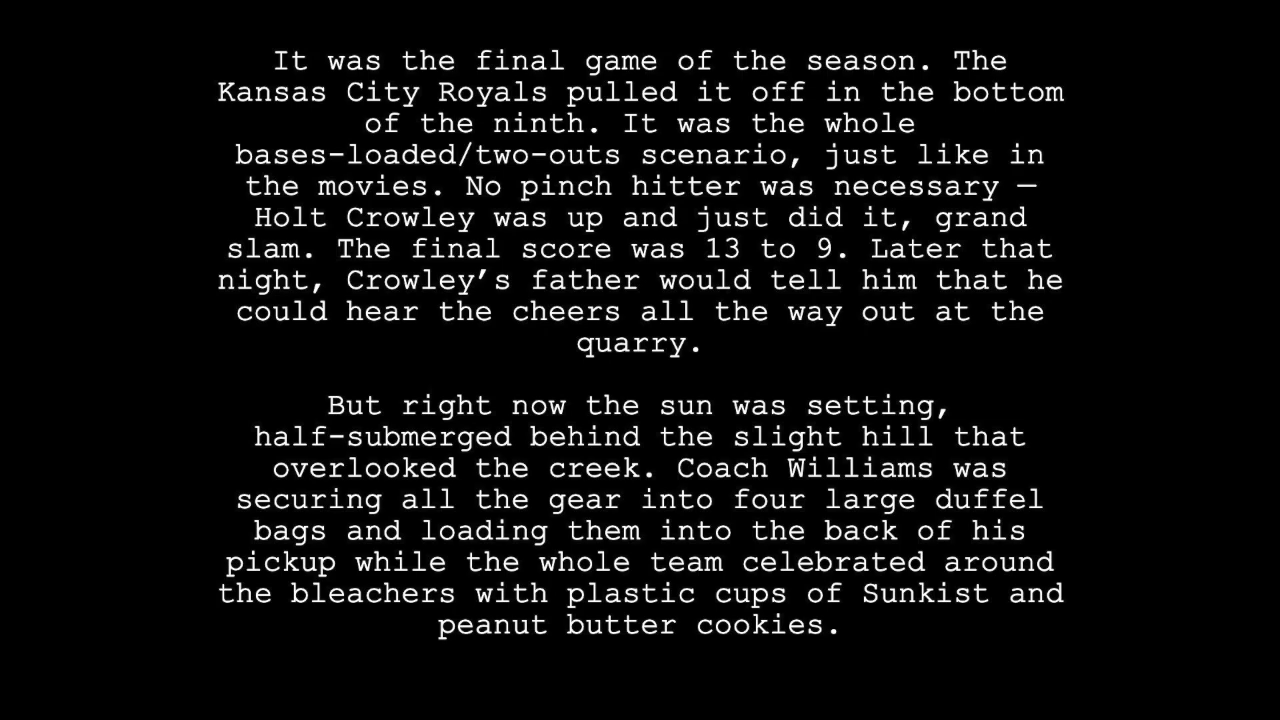 It was the final game of the season. The
Kansas City Royals pulled it off in the bottom
of the ninth. It was the whole
bases-loaded/two-outs scenario, just like in
the movies. No pinch hitter was necessary —
Holt Crowley was up and just did it, grand
slam. The final score was 13 to 9. Later that
night, Crowley’s father would tell him that he
could hear the cheers all the way out at the
quarry.
But right now the sun was setting,
half-submerged behind the slight hill that
overlooked the creek. Coach Williams was
securing all the gear into four large duffel
bags and loading them into the back of his
pickup while the whole team celebrated around
the bleachers with plastic cups of Sunkist and
peanut butter cookies.